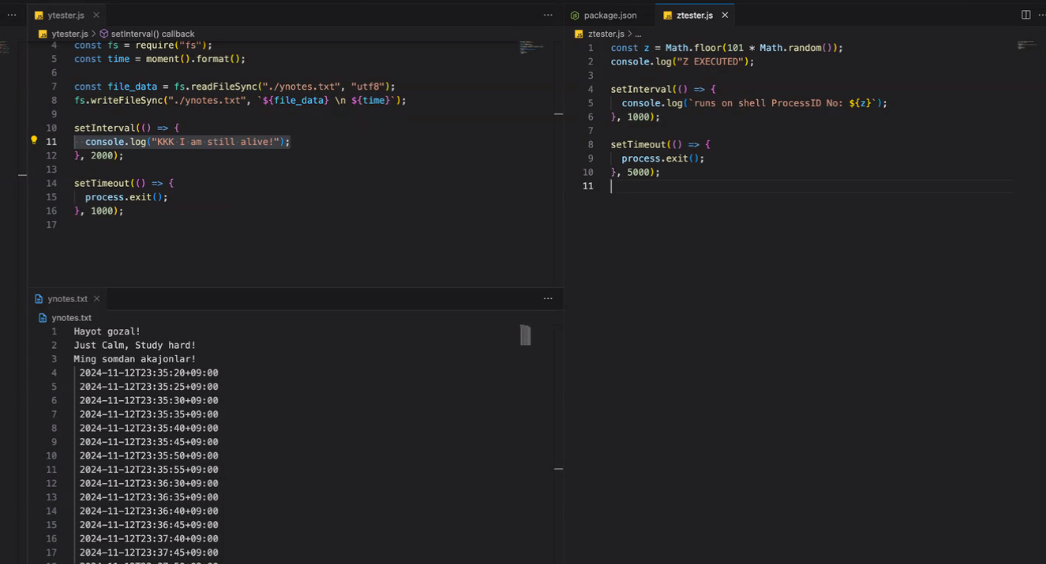 ytester.js
ytester.js > setInterval() callback
4 const fs = require("fs");
5 const time = moment().format();
6
7 const file_data = fs.readFileSync("./ynotes.txt", "utf8");
8 fs.writeFileSync("./ynotes.txt", `${file_data} \n ${time}`);
9
10 setInterval(() => {
11 console.log("KKK I am still alive!");
12 }, 2000);
13
14 setTimeout(() => {
15 process.exit();
16 }, 1000);
17
ynotes.txt
ynotes.txt
1 Hayot gozal!
2 Just Calm, Study hard!
3 Ming somdan akajonlar!
4 2024-11-12T23:35:20+09:00
5 2024-11-12T23:35:25+09:00
6 2024-11-12T23:35:30+09:00
7 2024-11-12T23:35:35+09:00
8 2024-11-12T23:35:40+09:00
9 2024-11-12T23:35:45+09:00
10 2024-11-12T23:35:50+09:00
11 2024-11-12T23:35:55+09:00
12 2024-11-12T23:36:30+09:00
13 2024-11-12T23:36:35+09:00
14 2024-11-12T23:36:40+09:00
15 2024-11-12T23:36:45+09:00
16 2024-11-12T23:37:40+09:00
17 2024-11-12T23:37:45+09:00
package.json ztester.js
JS ztester.js > ...
1 const z = Math.floor(101 * Math.random());
2 console.log("Z EXECUTED");
3
4 setInterval(() => {
5 console.log(`runs on shell ProcessID No: ${z}`);
6 }, 1000);
7
8 setTimeout(() => {
9 process.exit();
10 }, 5000);
11